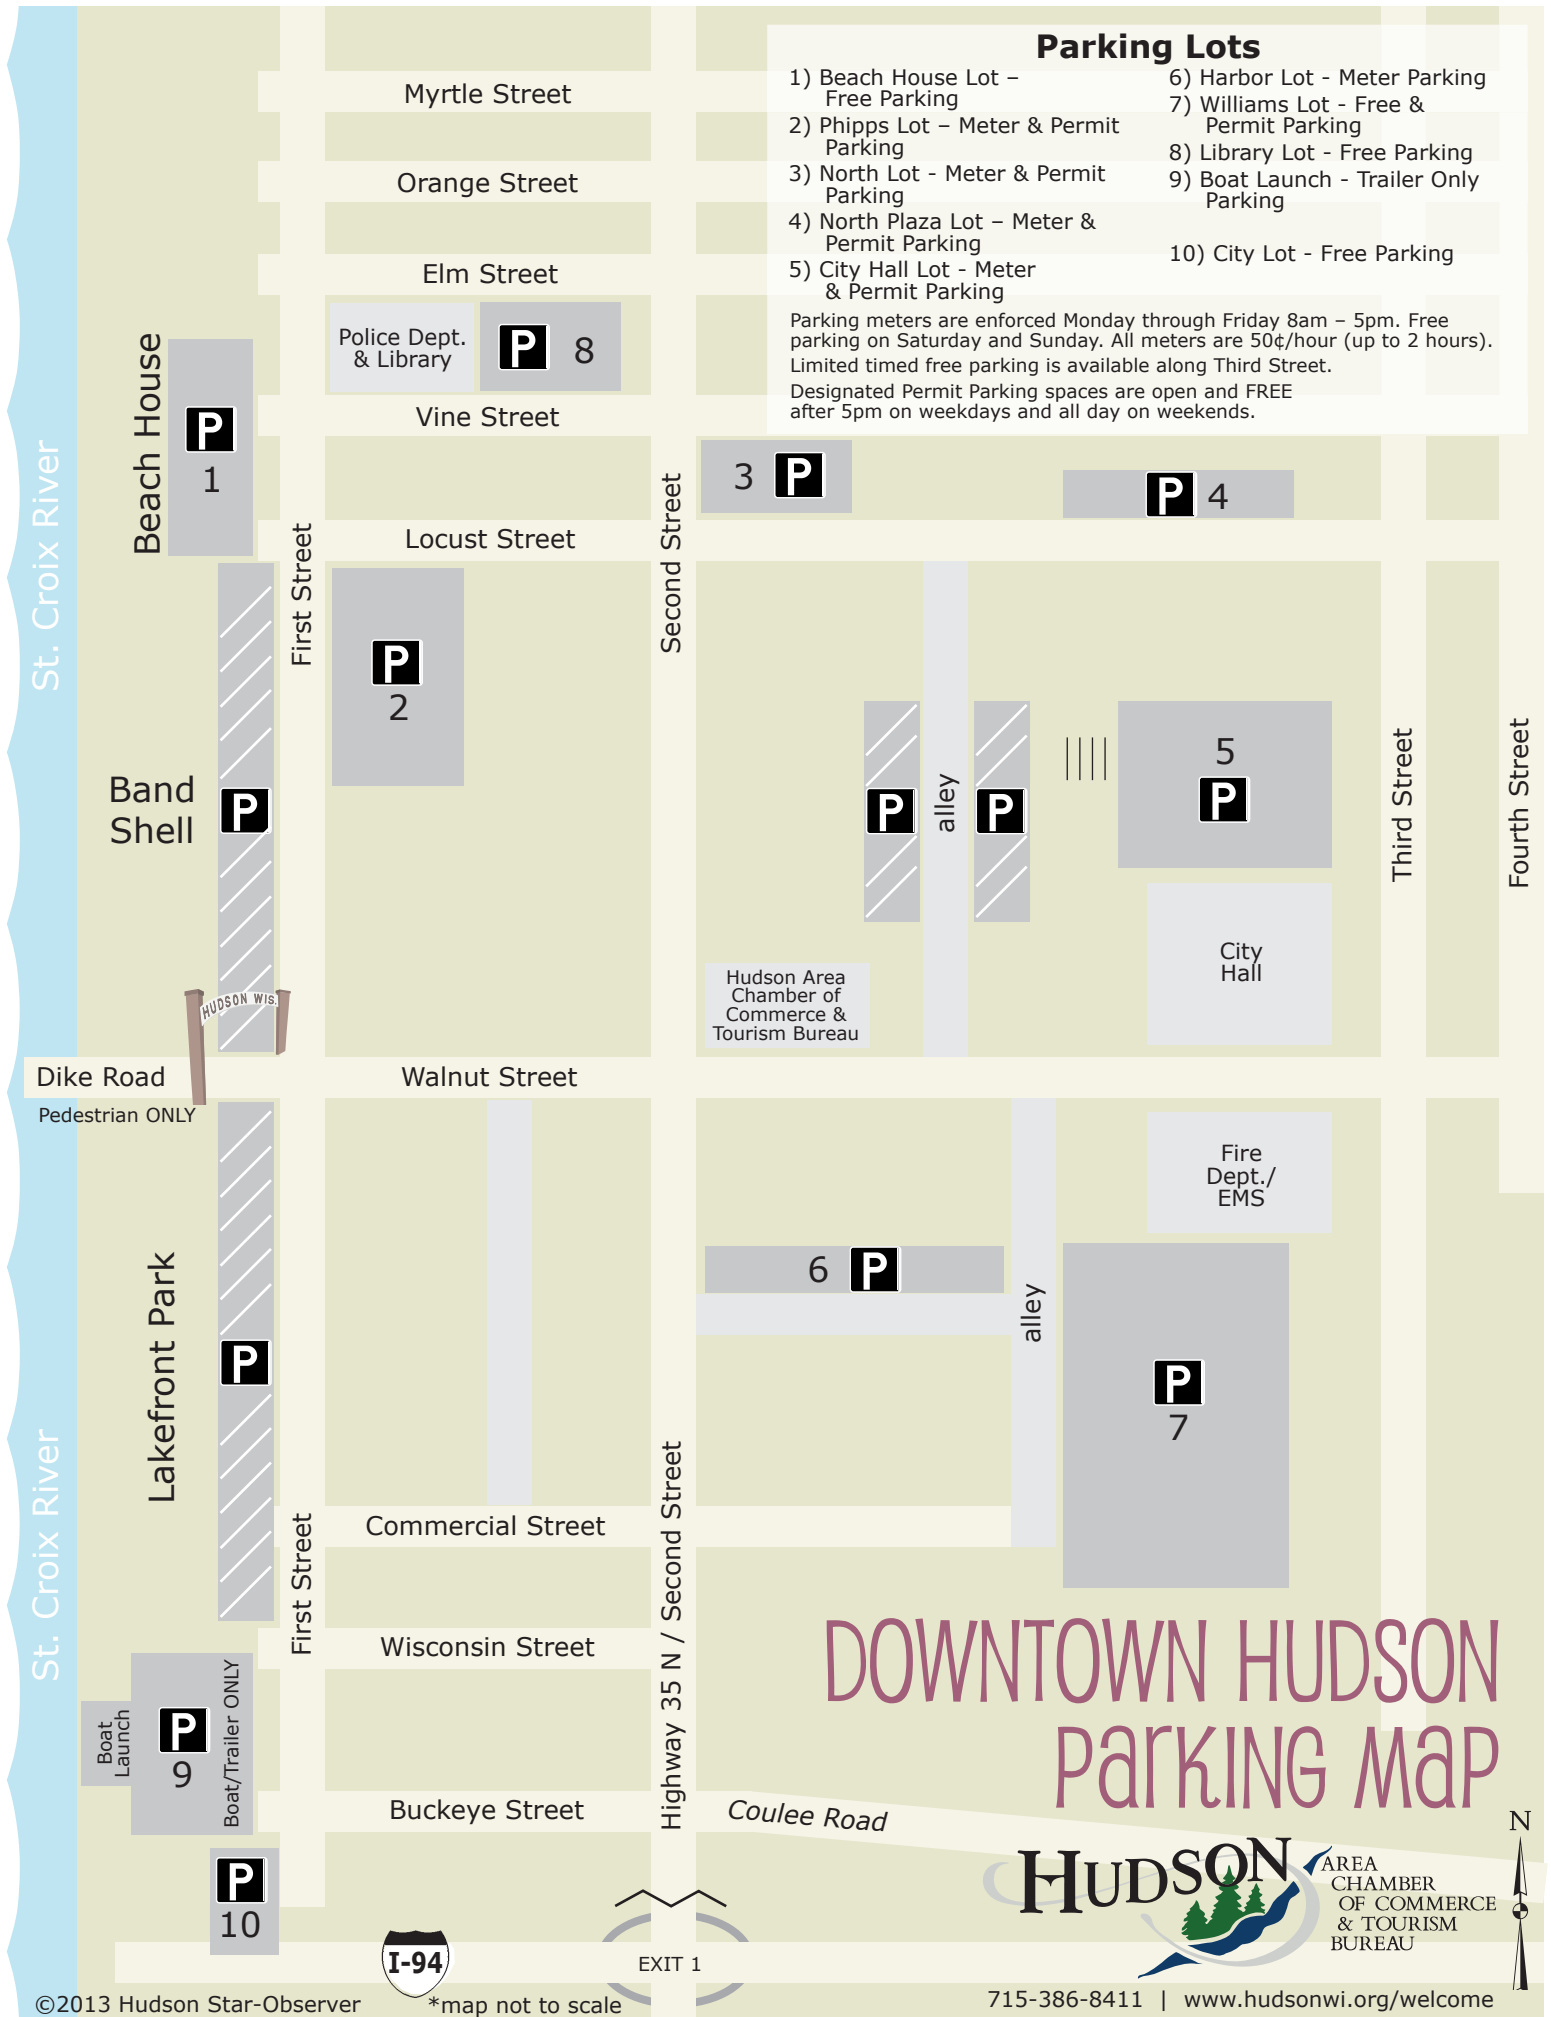 Parking Lots
1) Beach House Lot –
Free Parking
2) Phipps Lot – Meter & Permit
Parking
3) North Lot - Meter & Permit
Parking
4) North Plaza Lot – Meter &
Permit Parking
5) City Hall Lot - Meter
& Permit Parking
6) Harbor Lot - Meter Parking
7) Williams Lot - Free &
Permit Parking
8) Library Lot - Free Parking
9) Boat Launch - Trailer Only
Parking
10) City Lot - Free Parking
Parking meters are enforced Monday through Friday 8am – 5pm. Free
parking on Saturday and Sunday. All meters are 50¢/hour (up to 2 hours).
Limited timed free parking is available along Third Street.
Designated Permit Parking spaces are open and FREE
after 5pm on weekdays and all day on weekends.
Myrtle Street
Orange Street
Elm Street
Police Dept.
& Library
P 8
Vine Street
Beach House
P
1
St. Croix River
3 P
P 4
Locust Street
First Street
Second Street
P
2
Band
Shell
P
P
alley
P
5
P
Third Street
Fourth Street
City
Hall
Hudson Area
Chamber of
Commerce &
Tourism Bureau
HUDSON WIS.
Dike Road
Walnut Street
Pedestrian ONLY
Fire
Dept./
EMS
6 P
alley
Lakefront Park
P
P
7
St. Croix River
Commercial Street
First Street
Highway 35 N / Second Street
Wisconsin Street
Boat
Launch
P
9
Boat/Trailer ONLY
Buckeye Street
Coulee Road
P
10
DOWNTOWN HUDSON
ParKING MaP
N
HUDSON
AREA
CHAMBER
OF COMMERCE
& TOURISM
BUREAU
I-94
EXIT 1
©2013 Hudson Star-Observer
*map not to scale
715-386-8411 | www.hudsonwi.org/welcome